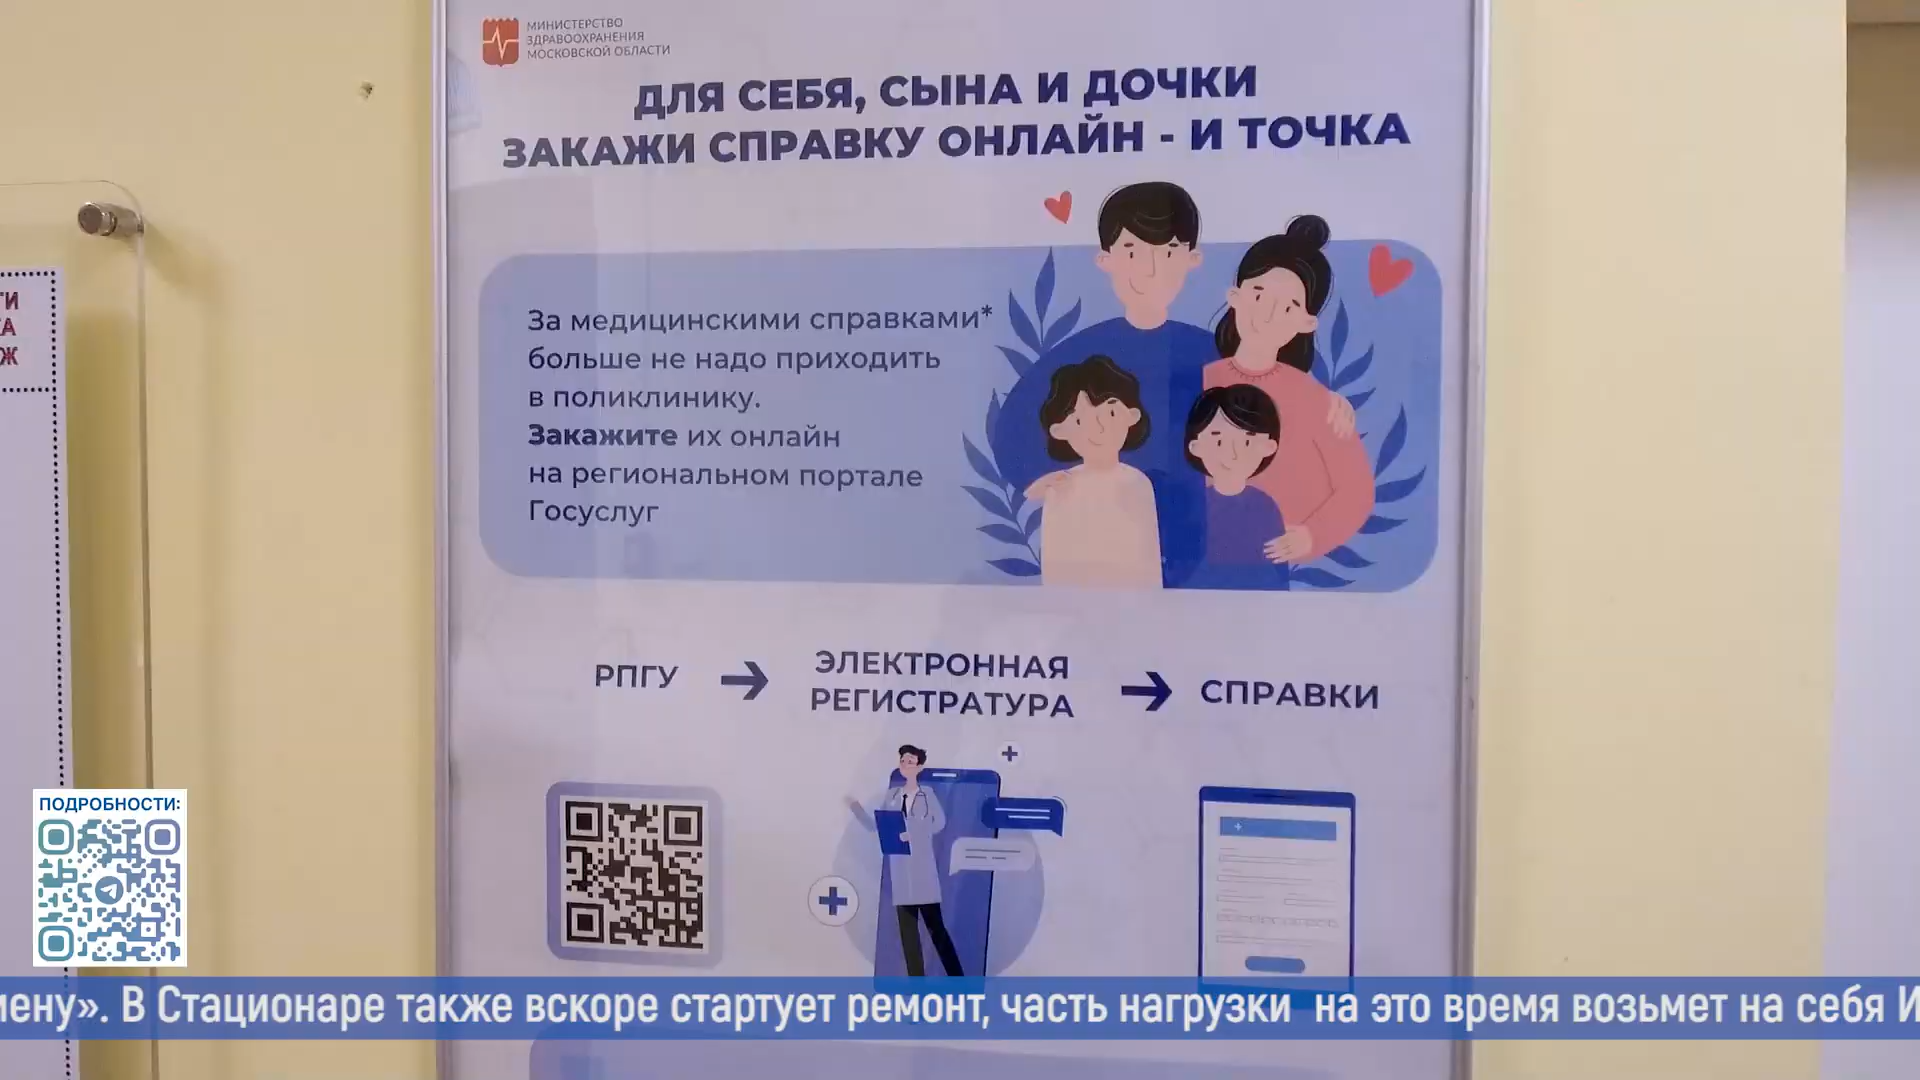 МИНИСТЕРСТВО
ЗДРАВООХРАНЕНИЯ
МОСКОВСКОЙ ОБЛАСТИ
ДЛЯ СЕБЯ, СЫНА И ДОЧКИ
ЗАКАЖИ СПРАВКУ ОНЛАЙН - И ТОЧКА
За медицинскими справками*
больше не надо приходить
в поликлинику.
Закажите их онлайн
на региональном портале
Госуслуг
РПГУ → ЭЛЕКТРОННАЯ
РЕГИСТРАТУРА → СПРАВКИ
ПОДРОБНОСТИ:
мену». В Стационаре также вскоре стартует ремонт, часть нагрузки на это время возьмет на себя И